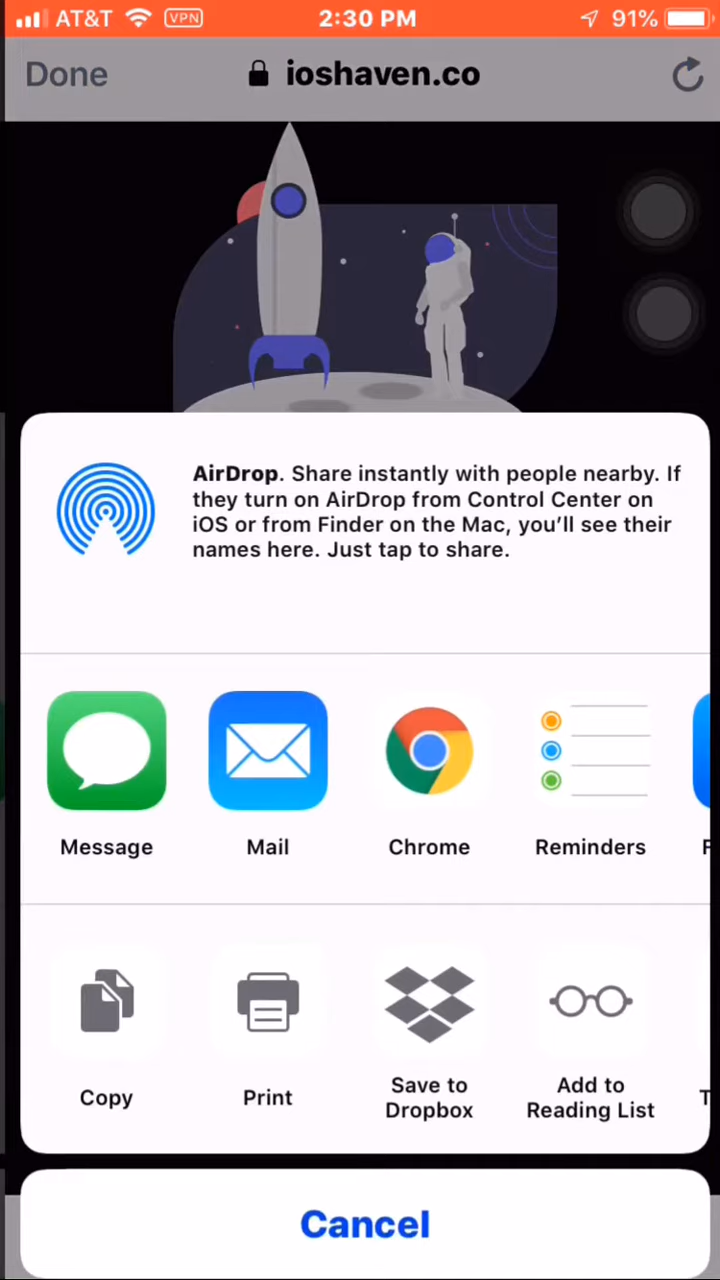 AT&T VPN 2:30 PM 91%
Done ioshaven.co
AirDrop. Share instantly with people nearby. If
they turn on AirDrop from Control Center on
iOS or from Finder on the Mac, you’ll see their
names here. Just tap to share.
Message Mail Chrome Reminders F
Copy Print Save to Dropbox Add to Reading List T
Cancel